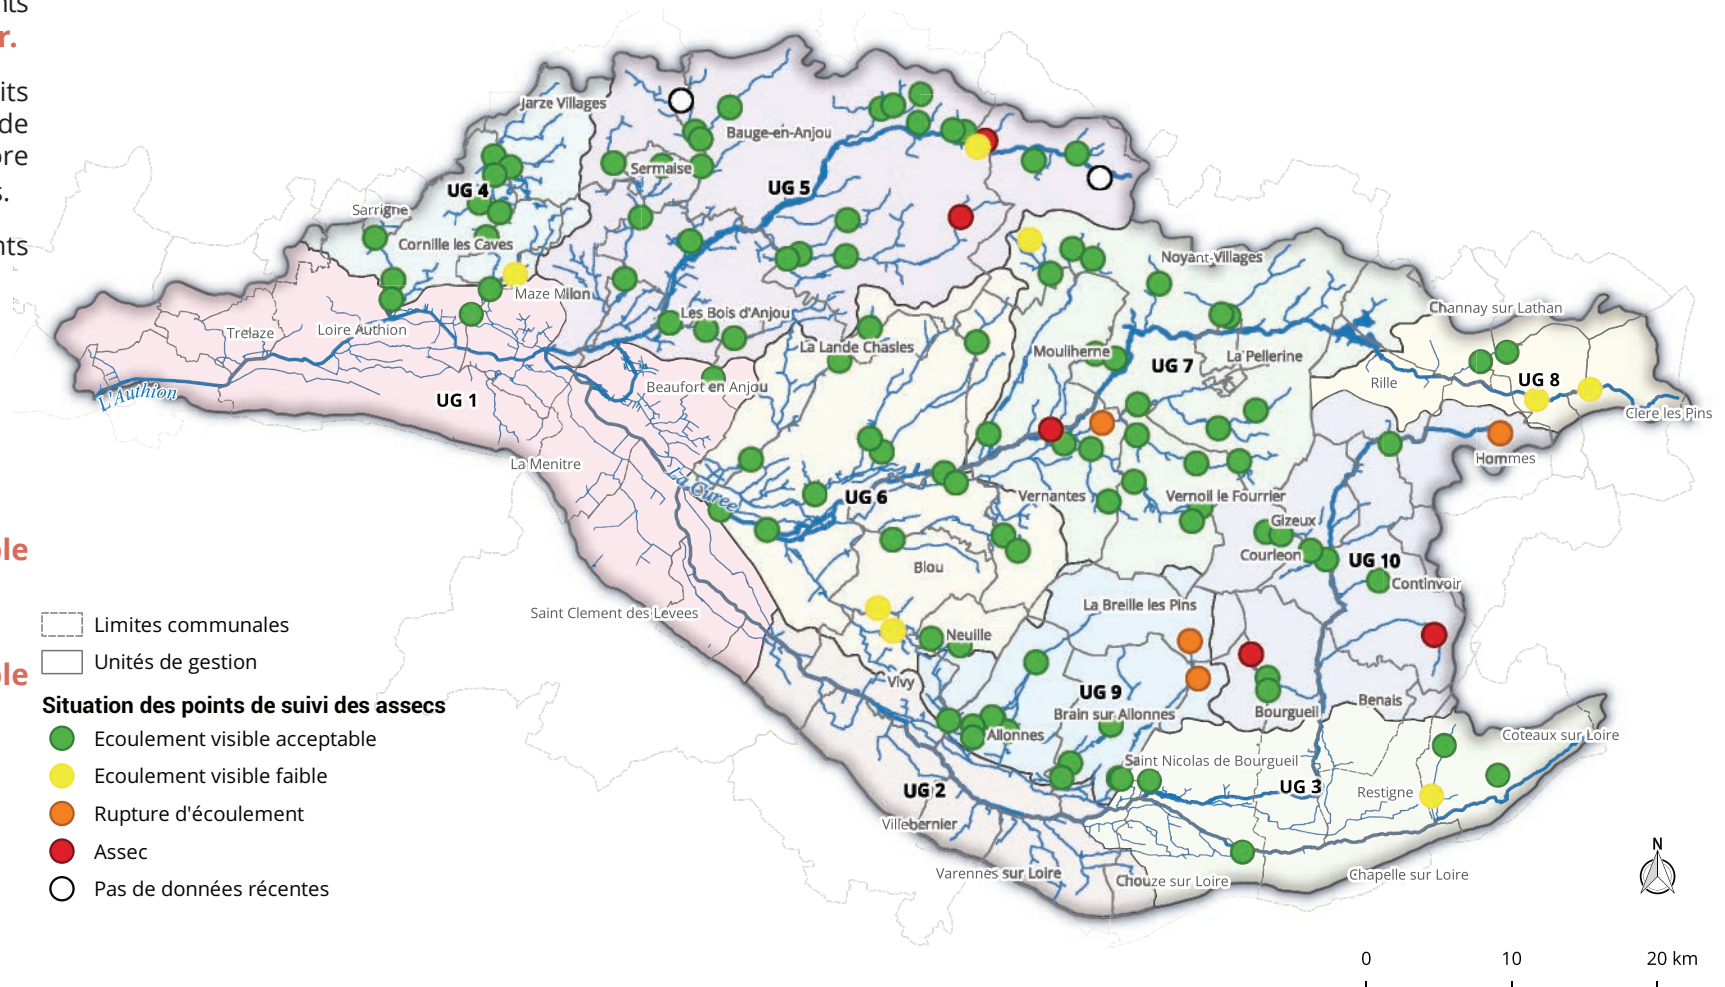 nts
r.
its
de
ore
s.
nts
ble
ble
Jarze Villages
Bauge-en-Anjou
Sermaise
UG 4
UG 5
Sarrigne
Cornille les Caves
Noyant-Villages
Maze Milon
Les Bois d'Anjou
Channay sur Lathan
Trelaze
Loire Authion
La Lande Chasles
Mouliherne
La Pellerine
UG 7
Rille
UG 8
L'Authion
UG 1
Beaufort en Anjou
Clere les Pins
La Menitre
Hommes
La Curee
UG 6
Vernantes
Vernoil le Fourrier
Gizeux
Courleon
UG 10
Blou
Continvoir
Saint Clement des Levees
La Breille les Pins
Neuille
Vivy
UG 9
Brain sur Allonnes
Bourgueil
Benais
Allonnes
Coteaux sur Loire
Saint Nicolas de Bourgueil
UG 2
UG 3
Restigne
Villebernier
Varennes sur Loire
Chouze sur Loire
Chapelle sur Loire
Limites communales
Unités de gestion
Situation des points de suivi des assecs
Ecoulement visible acceptable
Ecoulement visible faible
Rupture d'écoulement
Assec
Pas de données récentes
N
0 10 20 km